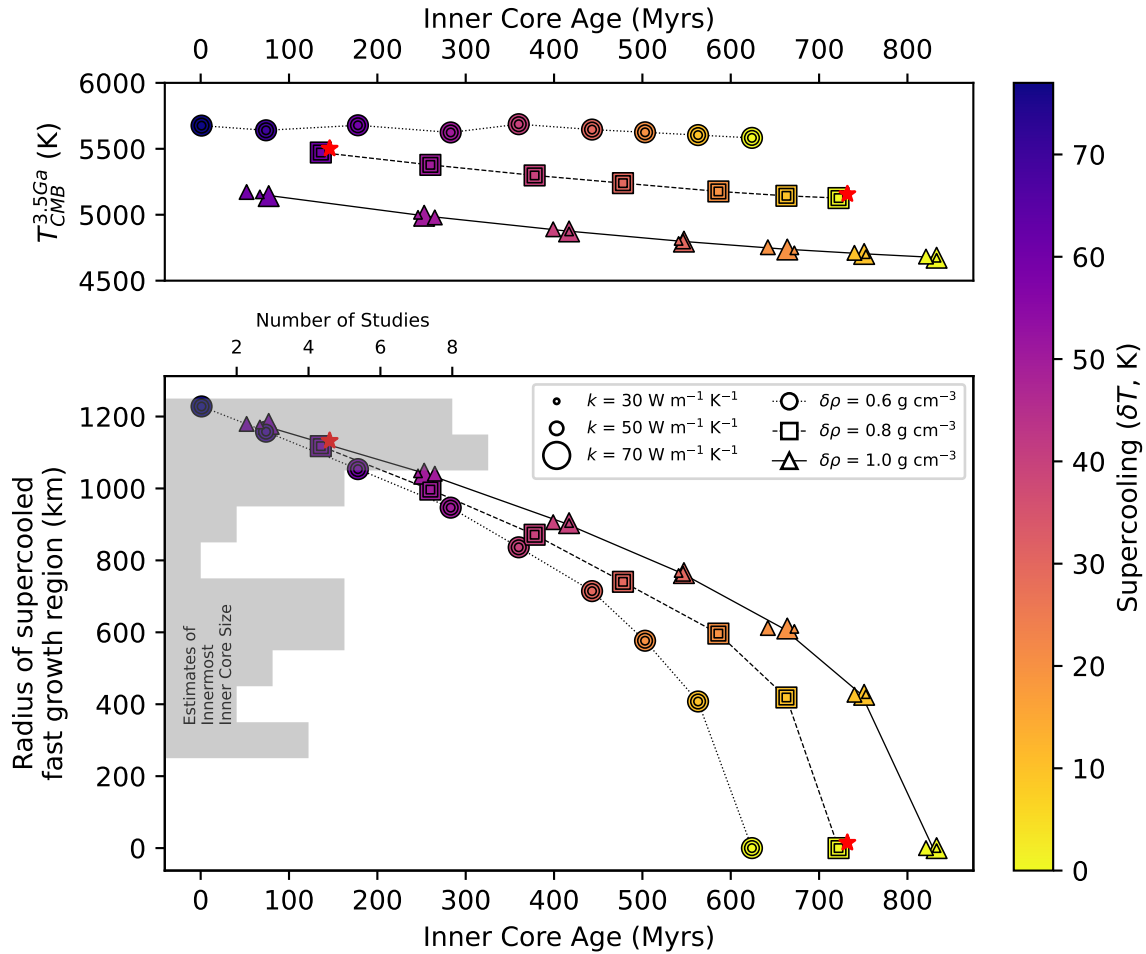 Inner Core Age (Myrs)
0 100 200 300 400 500 600 700 800
6000
5500
5000
4500
T^{3.5Ga}_{CMB} (K)
Number of Studies
2 4 6 8
k = 30 W m⁻¹ K⁻¹
k = 50 W m⁻¹ K⁻¹
k = 70 W m⁻¹ K⁻¹
δρ = 0.6 g cm⁻³
δρ = 0.8 g cm⁻³
δρ = 1.0 g cm⁻³
1200
1000
800
600
400
200
0
Radius of supercooled
fast growth region (km)
Estimates of
Innermost
Inner Core Size
0 100 200 300 400 500 600 700 800
Inner Core Age (Myrs)
70
60
50
40
30
20
10
0
Supercooling (δT, K)